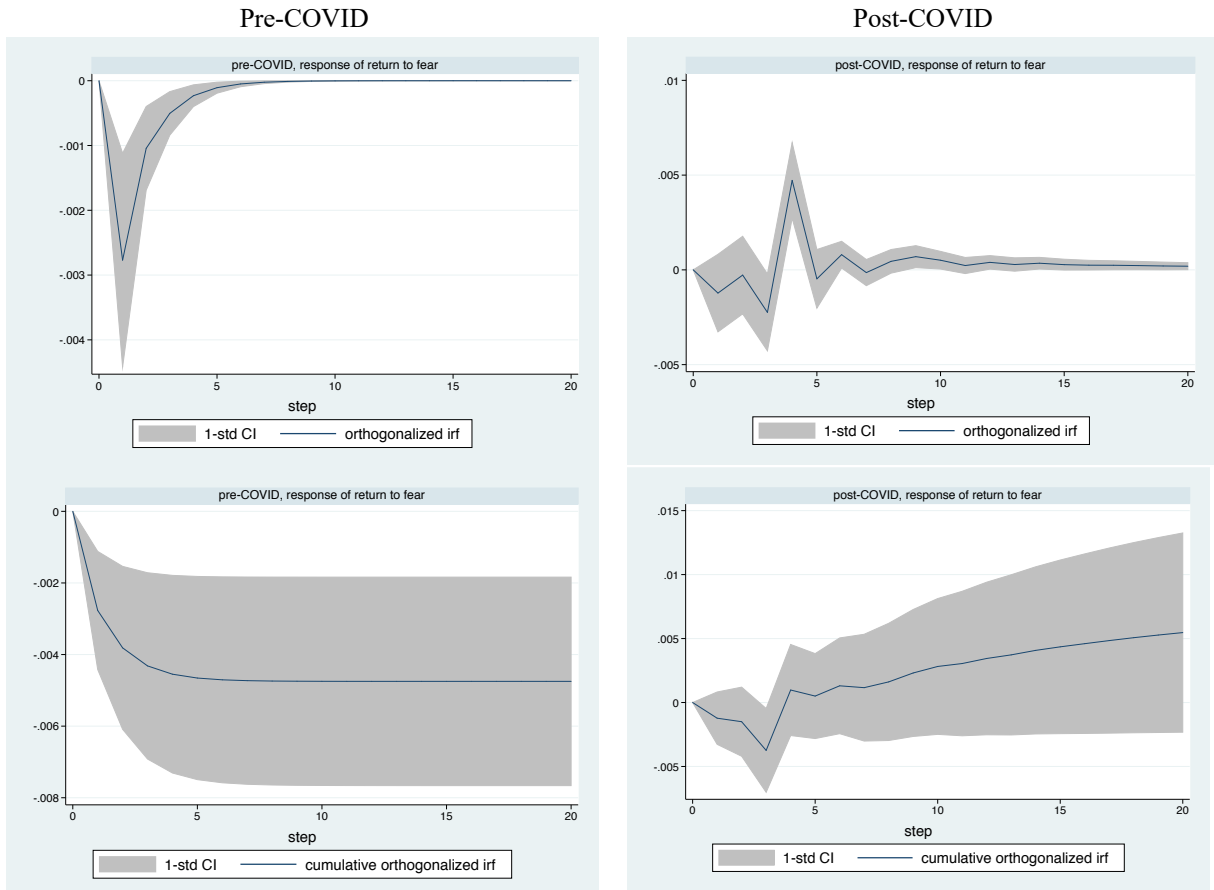 Pre-COVID
Post-COVID
pre-COVID, response of return to fear
0
-.001
-.002
-.003
-.004
0
5
10
15
20
step
1-std CI
orthogonalized irf
post-COVID, response of return to fear
.01
.005
0
-.005
0
5
10
15
20
step
1-std CI
orthogonalized irf
pre-COVID, response of return to fear
0
-.002
-.004
-.006
-.008
0
5
10
15
20
step
1-std CI
cumulative orthogonalized irf
post-COVID, response of return to fear
.015
.01
.005
0
-.005
0
5
10
15
20
step
1-std CI
cumulative orthogonalized irf